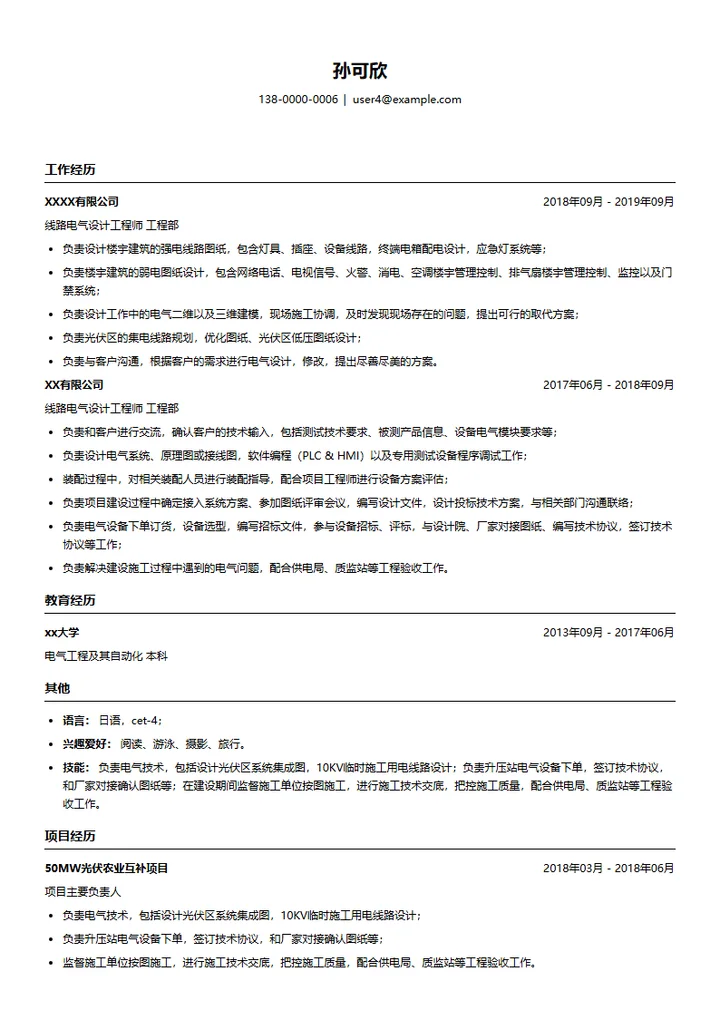 孙可欣
138-0000-0006 | user4@example.com
工作经历
XXXX有限公司 2018年09月 - 2019年09月
线路电气设计工程师 工程部
• 负责设计楼宇建筑的强电线路图纸，包含灯具、插座、设备线路，终端电箱配电设计，应急灯系统等；
• 负责楼宇建筑的弱电图纸设计，包含网络电话、电视信号、火警、消电、空调楼宇管理控制、排气扇楼宇管理控制、监控以及门
禁系统；
• 负责设计工作中的电气二维以及三维建模，现场施工协调，及时发现现场存在的问题，提出可行的取代方案；
• 负责光伏区的集电线路规划，优化图纸、光伏区低压图纸设计；
• 负责与客户沟通，根据客户的需求进行电气设计，修改，提出尽善尽美的方案。
XX有限公司 2017年06月 - 2018年09月
线路电气设计工程师 工程部
• 负责和客户进行交流，确认客户的技术输入，包括测试技术要求、被测产品信息、设备电气模块要求等；
• 负责设计电气系统、原理图或接线图，软件编程（PLC & HMI）以及专用测试设备程序调试工作；
• 装配过程中，对相关装配人员进行装配指导，配合项目工程师进行设备方案评估；
• 负责项目建设过程中确定接入系统方案、参加图纸评审会议，编写设计文件，设计投标技术方案，与相关部门沟通联络；
• 负责电气设备下单订货，设备选型，编写招标文件，参与设备招标、评标，与设计院、厂家对接图纸、编写技术协议，签订技术
协议等工作；
• 负责解决建设施工过程中遇到的电气问题，配合供电局、质监站等工程验收工作。
教育经历
xx大学 2013年09月 - 2017年06月
电气工程及其自动化 本科
其他
• 语言： 日语，cet-4；
• 兴趣爱好： 阅读、游泳、摄影、旅行。
• 技能： 负责电气技术，包括设计光伏区系统集成图，10KV临时施工用电线路设计；负责升压站电气设备下单，签订技术协议，
和厂家对接确认图纸等；在建设期间监督施工单位按图施工，进行施工技术交底，把控施工质量，配合供电局、质监站等工程验
收工作。
项目经历
50MW光伏农业互补项目 2018年03月 - 2018年06月
项目主要负责人
• 负责电气技术，包括设计光伏区系统集成图，10KV临时施工用电线路设计；
• 负责升压站电气设备下单，签订技术协议，和厂家对接确认图纸等；
• 监督施工单位按图施工，进行施工技术交底，把控施工质量，配合供电局、质监站等工程验收工作。